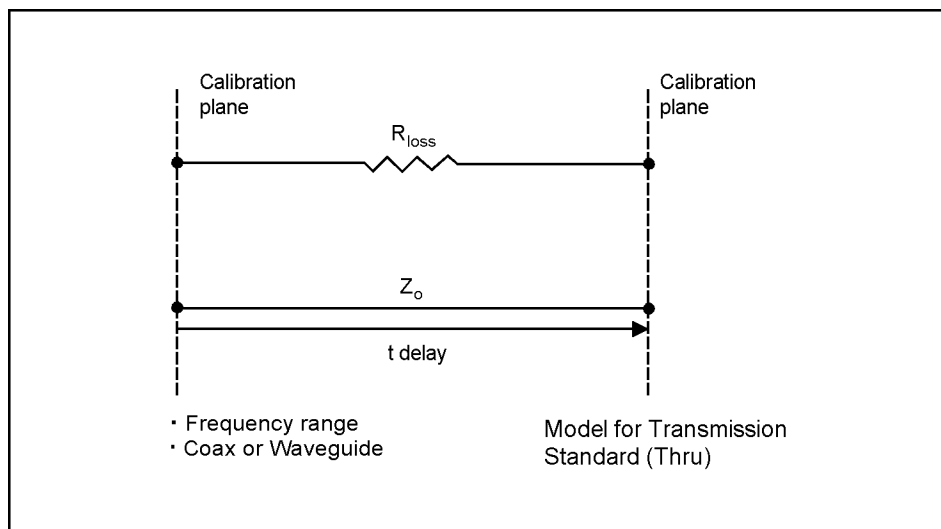 Calibration
plane
Calibration
plane
R_loss
Z_o
t delay
· Frequency range
· Coax or Waveguide
Model for Transmission
Standard (Thru)